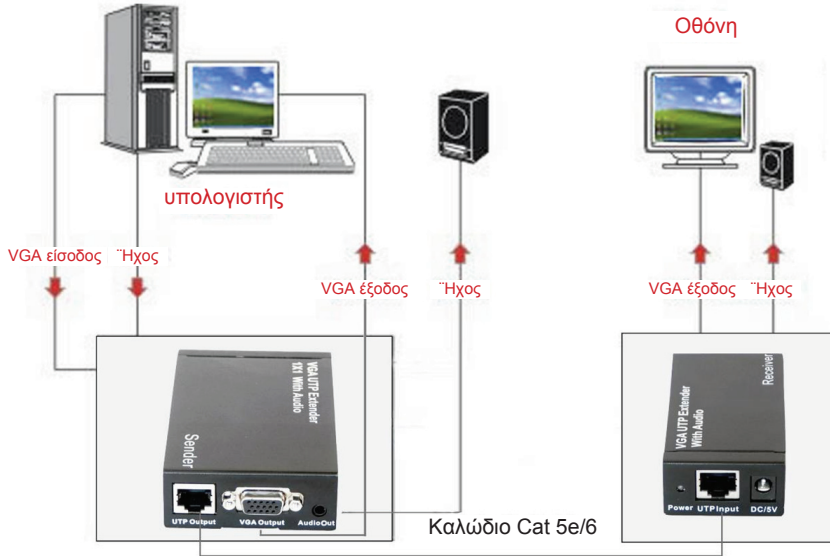 Οθόνη
υπολογιστής
VGA είσοδος
¨Ηχος
VGA έξοδος
¨Ηχος
VGA έξοδος
¨Ηχος
VGA UTP Extender
1X1 With Audio
Sender
UTP Output
VGA Output
AudioOut
VGA UTP Extender
With Audio
Receiver
Power
UTP Input
DC/5V
Καλώδιο Cat 5e/6